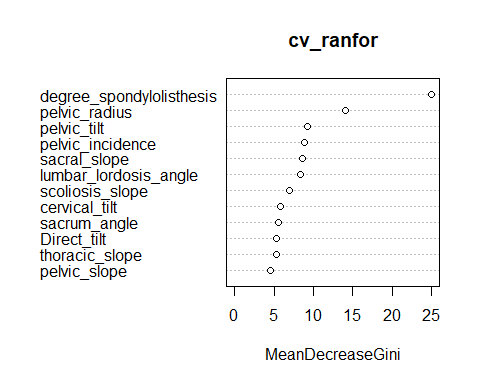 cv_ranfor
degree_spondylolisthesis
pelvic_radius
pelvic_tilt
pelvic_incidence
sacral_slope
lumbar_lordosis_angle
scoliosis_slope
cervical_tilt
sacrum_angle
Direct_tilt
thoracic_slope
pelvic_slope
0 5 10 15 20 25
MeanDecreaseGini